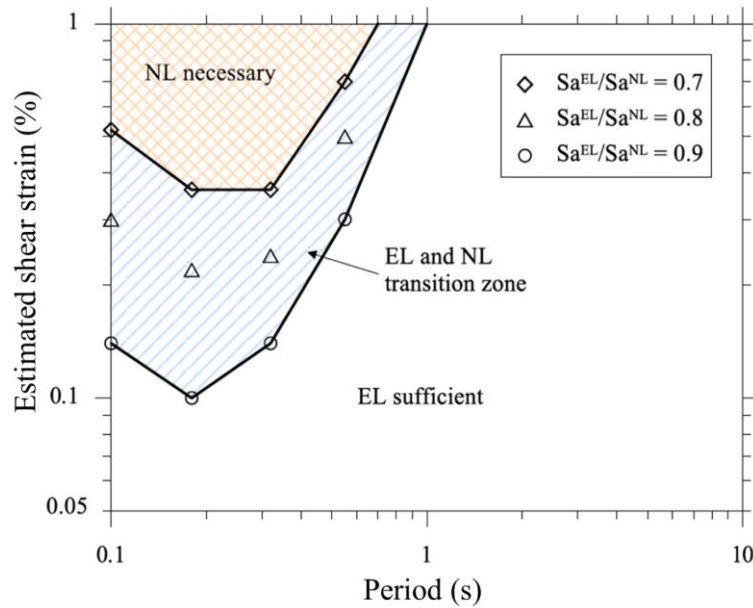 1
NL necessary
Sa^EL/Sa^NL = 0.7
Sa^EL/Sa^NL = 0.8
Sa^EL/Sa^NL = 0.9
Estimated shear strain (%)
EL and NL
transition zone
0.1
EL sufficient
0.05
0.1
1
10
Period (s)